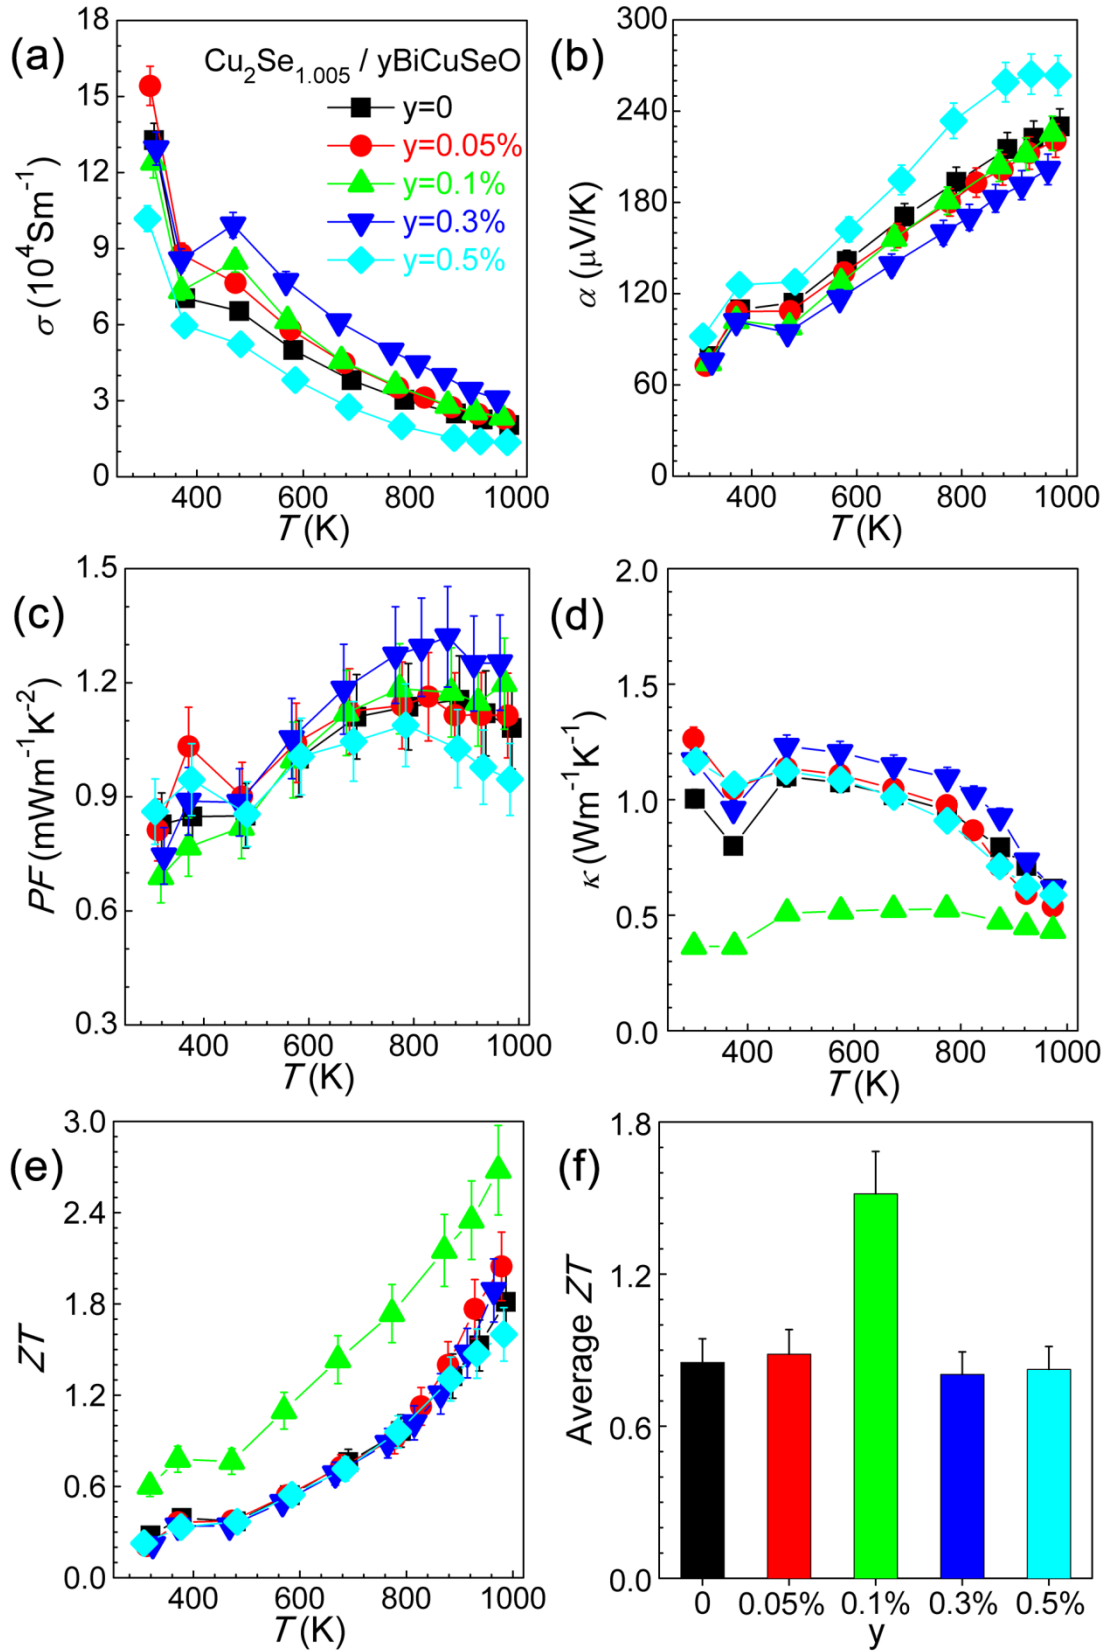 (a)
Cu₂Se₁.₀₀₅ / yBiCuSeO
y=0
y=0.05%
y=0.1%
y=0.3%
y=0.5%
18
15
12
9
6
3
0
σ (10⁴Sm⁻¹)
400 600 800 1000
T (K)
(b)
300
240
180
120
60
0
α (μV/K)
400 600 800 1000
T (K)
(c)
1.5
1.2
0.9
0.6
0.3
PF (mWm⁻¹K⁻²)
400 600 800 1000
T (K)
(d)
2.0
1.5
1.0
0.5
0.0
κ (Wm⁻¹K⁻¹)
400 600 800 1000
T (K)
(e)
3.0
2.4
1.8
1.2
0.6
0.0
ZT
400 600 800 1000
T (K)
(f)
1.8
1.2
0.6
0.0
Average ZT
0 0.05% 0.1% 0.3% 0.5%
y